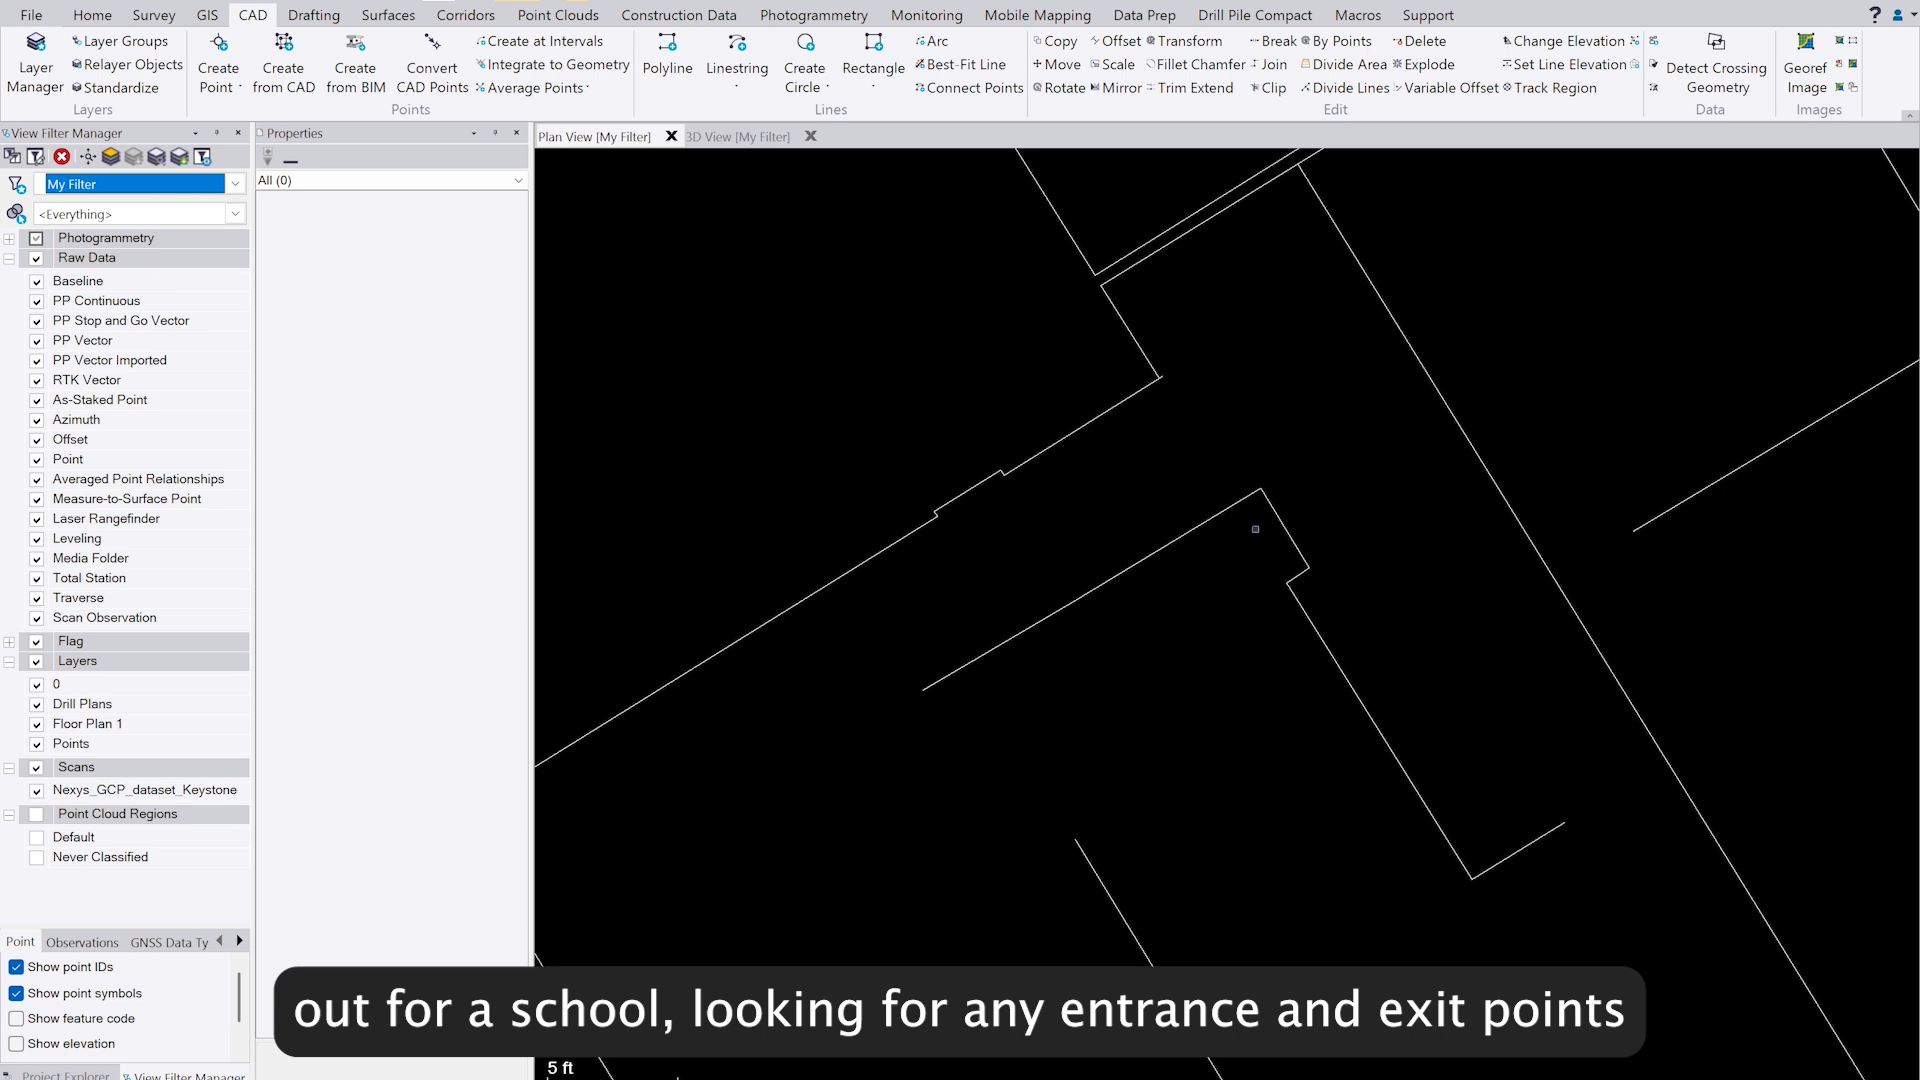 File Home Survey GIS CAD Drafting Surfaces Corridors Point Clouds Construction Data Photogrammetry Monitoring Mobile Mapping Data Prep Drill Pile Compact Macros Support
Layer Manager
Layer Groups
Relayer Objects
Standardize
Layers
Create Point
Create from CAD
Create from BIM
Convert CAD Points
Create at Intervals
Integrate to Geometry
Average Points
Points
Polyline
Linestring
Create Circle
Rectangle
Arc
Best-Fit Line
Connect Points
Lines
Copy Offset Transform Break By Points Delete Change Elevation
Move Scale Fillet Chamfer Join Divide Area Explode Set Line Elevation
Rotate Mirror Trim Extend Clip Divide Lines Variable Offset Track Region
Edit
Detect Crossing Geometry
Data
Georef Image
Images
View Filter Manager
Properties
Plan View [My Filter] X 3D View [My Filter] X
My Filter
All (0)
<Everything>
Photogrammetry
Raw Data
Baseline
PP Continuous
PP Stop and Go Vector
PP Vector
PP Vector Imported
RTK Vector
As-Staked Point
Azimuth
Offset
Point
Averaged Point Relationships
Measure-to-Surface Point
Laser Rangefinder
Leveling
Media Folder
Total Station
Traverse
Scan Observation
Flag
Layers
0
Drill Plans
Floor Plan 1
Points
Scans
Nexys_GCP_dataset_Keystone
Point Cloud Regions
Default
Never Classified
Point Observations GNSS Data Ty
Show point IDs
Show point symbols
Show feature code
Show elevation
Project Explorer View Filter Manager
out for a school, looking for any entrance and exit points
5 ft